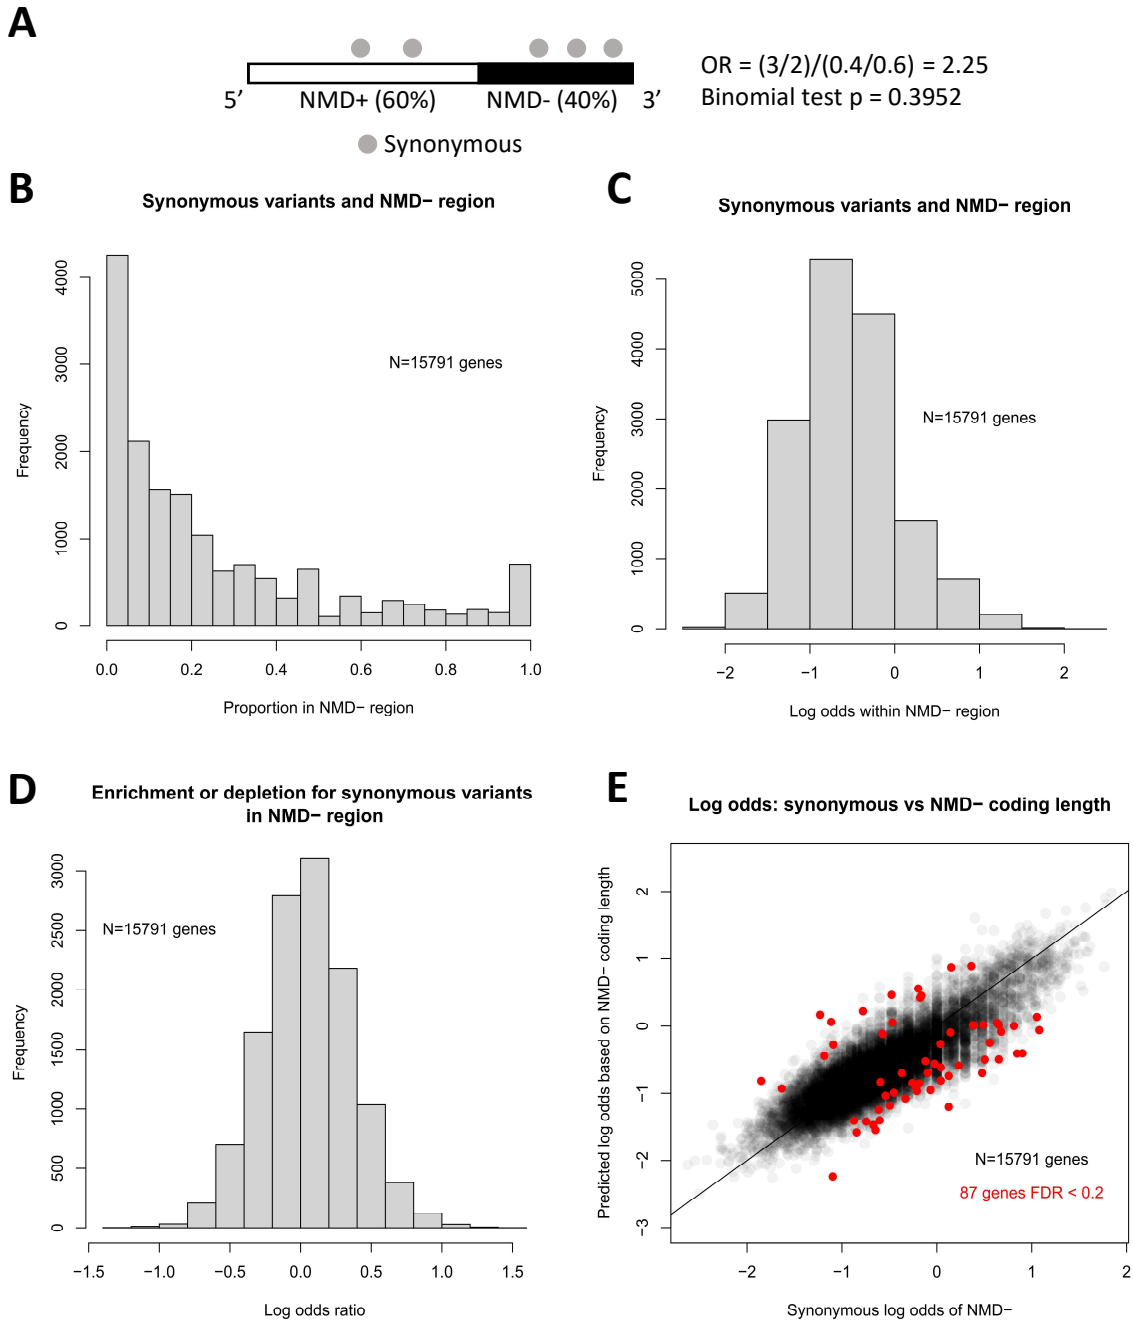 A
5’ NMD+ (60%) NMD- (40%) 3’
Synonymous
OR = (3/2)/(0.4/0.6) = 2.25
Binomial test p = 0.3952
B
Synonymous variants and NMD− region
N=15791 genes
Frequency
0 1000 2000 3000 4000
0.0 0.2 0.4 0.6 0.8 1.0
Proportion in NMD− region
C
Synonymous variants and NMD− region
N=15791 genes
Frequency
0 1000 2000 3000 4000 5000
−2 −1 0 1 2
Log odds within NMD− region
D
Enrichment or depletion for synonymous variants
in NMD− region
N=15791 genes
Frequency
0 500 1000 1500 2000 2500 3000
−1.5 −1.0 −0.5 0.0 0.5 1.0 1.5
Log odds ratio
E
Log odds: synonymous vs NMD− coding length
Predicted log odds based on NMD− coding length
−3 −2 −1 0 1 2
N=15791 genes
87 genes FDR < 0.2
−2 −1 0 1 2
Synonymous log odds of NMD−